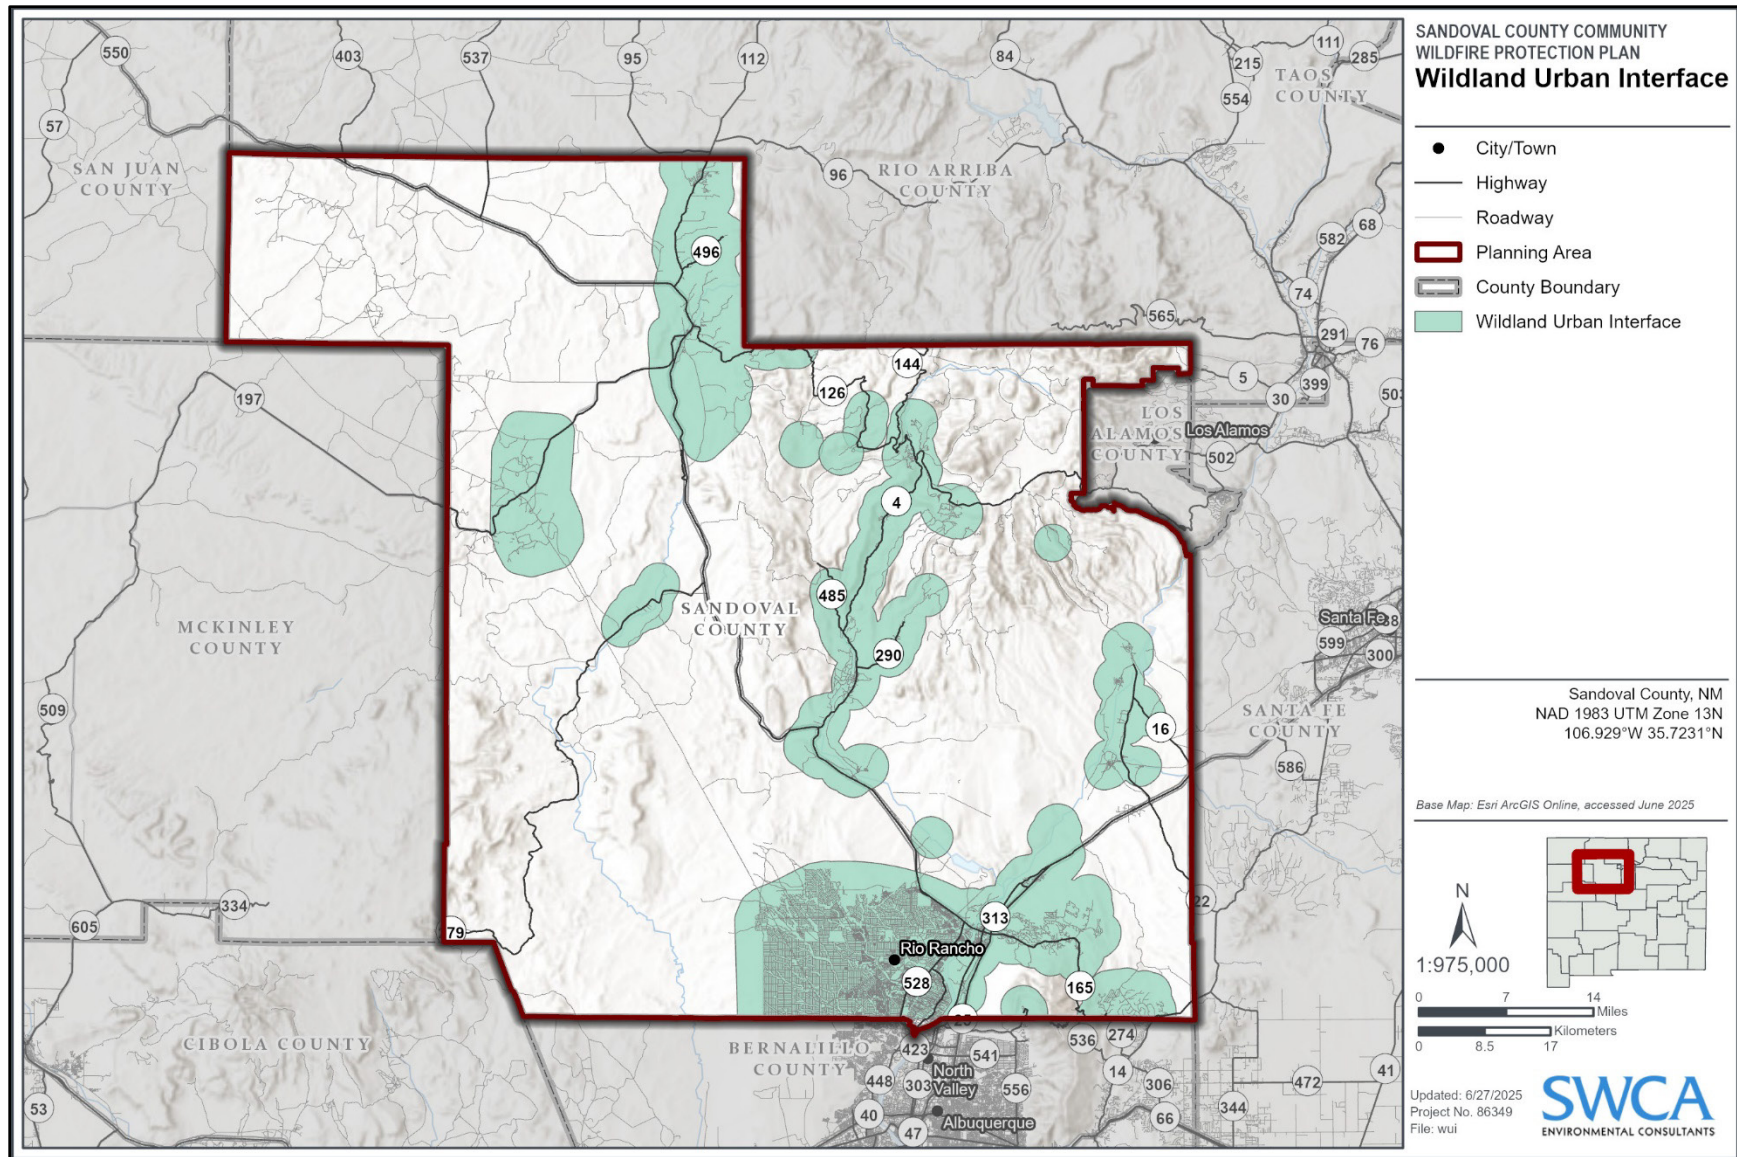 SANDOVAL COUNTY COMMUNITY
WILDFIRE PROTECTION PLAN
Wildland Urban Interface
City/Town
Highway
Roadway
Planning Area
County Boundary
Wildland Urban Interface
Sandoval County, NM
NAD 1983 UTM Zone 13N
106.929°W 35.7231°N
Base Map: Esri ArcGIS Online, accessed June 2025
N
1:975,000
0 7 14
Miles
Kilometers
0 8.5 17
Updated: 6/27/2025
Project No. 86349
File: wui
SWCA
ENVIRONMENTAL CONSULTANTS
550
403
537
95
112
84
111
285
215
TAOS
COUNTY
554
57
SAN JUAN
COUNTY
96
RIO ARRIBA
COUNTY
68
582
496
74
565
291
76
144
126
5
399
30
503
197
LOS
ALAMOS
COUNTY
Los Alamos
502
4
485
SANDOVAL
COUNTY
MCKINLEY
COUNTY
290
Santa Fe
599
300
509
16
SANTA FE
COUNTY
586
334
605
79
22
313
Rio Rancho
528
165
25
CIBOLA COUNTY
BERNALILLO
COUNTY
423
541
536
274
North
Valley
448
303
556
14
306
472
41
53
40
47
Albuquerque
66
344